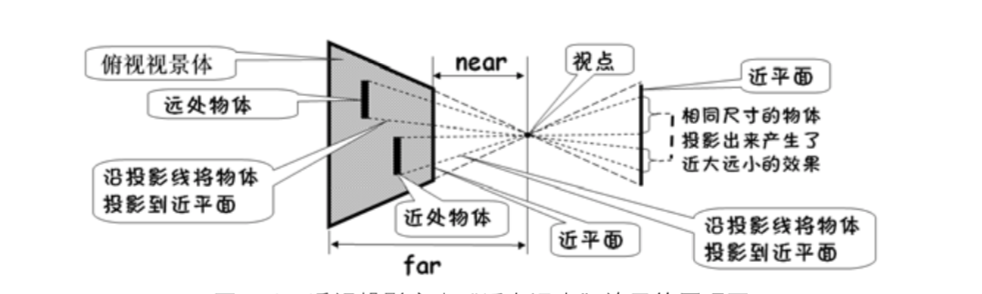 俯视视景体
near
视点
近平面
远处物体
相同尺寸的物体
投影出来产生了
近大远小的效果
沿投影线将物体
投影到近平面
近处物体
近平面
沿投影线将物体
投影到近平面
far